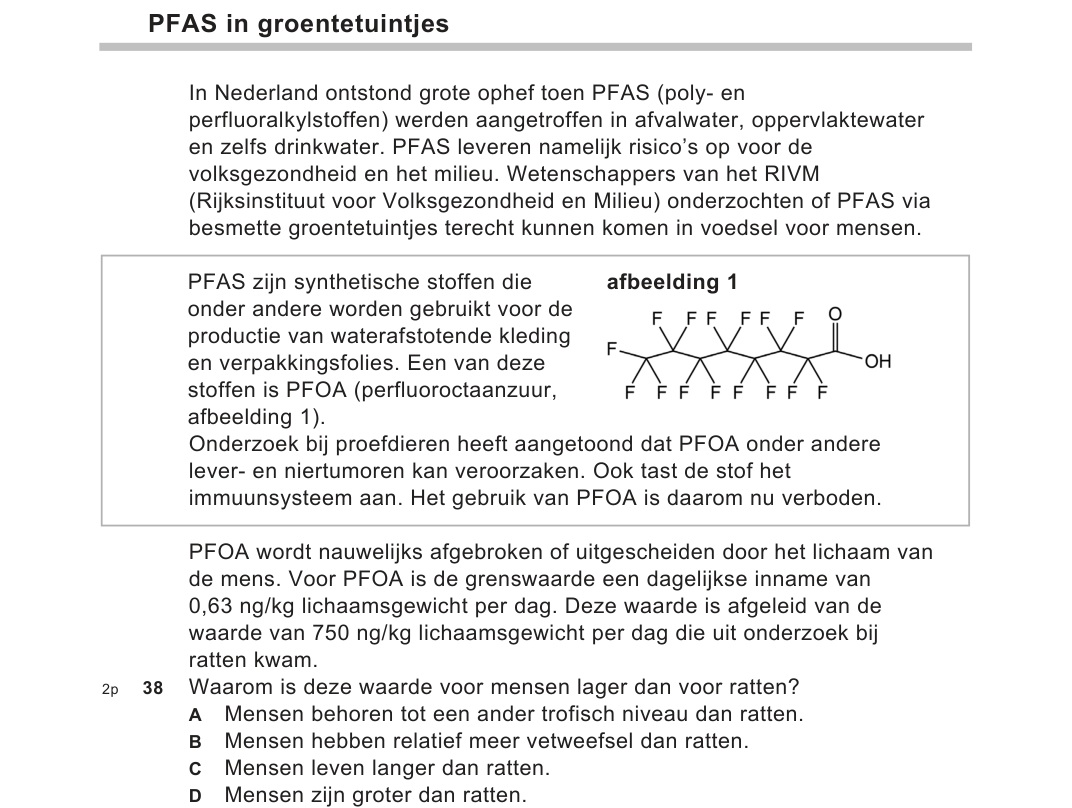 PFAS in groentetuintjes
In Nederland ontstond grote ophef toen PFAS (poly- en
perfluoralkylstoffen) werden aangetroffen in afvalwater, oppervlaktewater
en zelfs drinkwater. PFAS leveren namelijk risico's op voor de
volksgezondheid en het milieu. Wetenschappers van het RIVM
(Rijksinstituut voor Volksgezondheid en Milieu) onderzochten of PFAS via
besmette groentetuintjes terecht kunnen komen in voedsel voor mensen.
PFAS zijn synthetische stoffen die
onder andere worden gebruikt voor de
productie van waterafstotende kleding
en verpakkingsfolies. Een van deze
stoffen is PFOA (perfluoroctaanzuur,
afbeelding 1).
afbeelding 1
F F F F F F O
F
OH
F F F F F F F F
Onderzoek bij proefdieren heeft aangetoond dat PFOA onder andere
lever- en niertumoren kan veroorzaken. Ook tast de stof het
immuunsysteem aan. Het gebruik van PFOA is daarom nu verboden.
PFOA wordt nauwelijks afgebroken of uitgescheiden door het lichaam van
de mens. Voor PFOA is de grenswaarde een dagelijkse inname van
0,63 ng/kg lichaamsgewicht per dag. Deze waarde is afgeleid van de
waarde van 750 ng/kg lichaamsgewicht per dag die uit onderzoek bij
ratten kwam.
2p 38 Waarom is deze waarde voor mensen lager dan voor ratten?
A Mensen behoren tot een ander trofisch niveau dan ratten.
B Mensen hebben relatief meer vetweefsel dan ratten.
C Mensen leven langer dan ratten.
D Mensen zijn groter dan ratten.